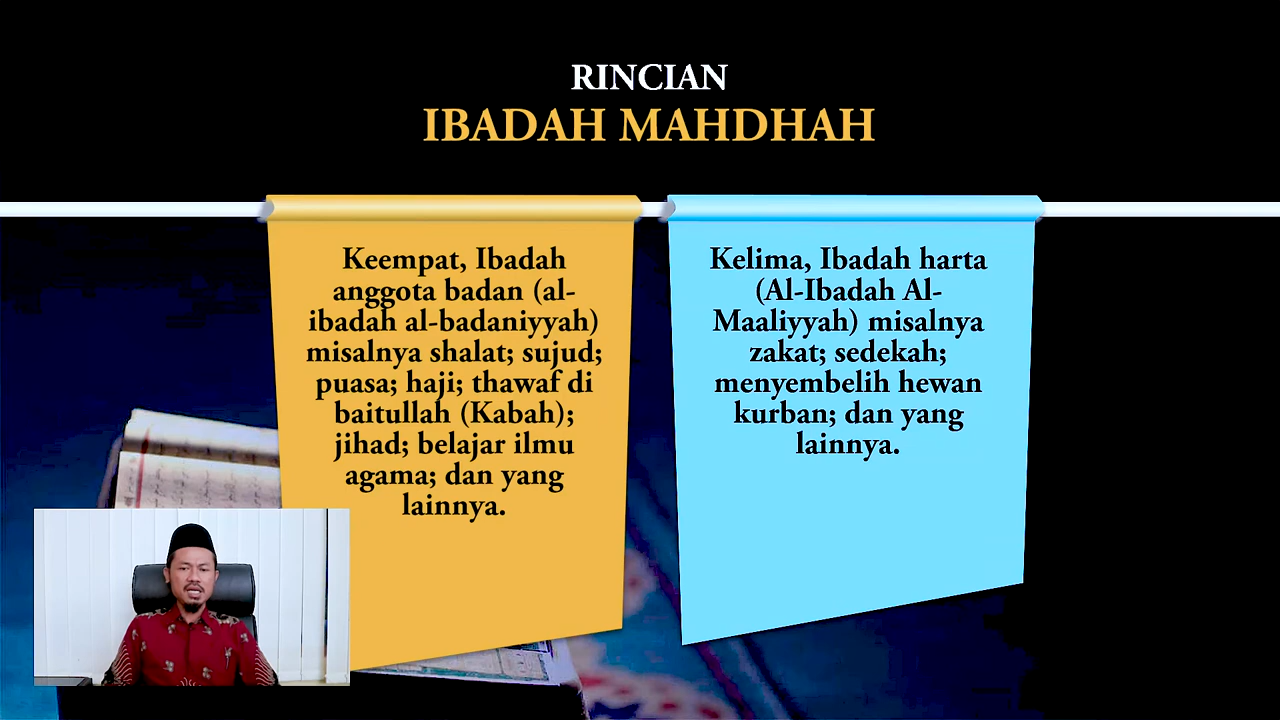 RINCIAN
IBADAH MAHDHAH
Keempat, Ibadah
anggota badan (al-
ibadah al-badaniyyah)
misalnya shalat; sujud;
puasa; haji; thawaf di
baitullah (Kabah);
jihad; belajar ilmu
agama; dan yang
lainnya.
Kelima, Ibadah harta
(Al-Ibadah Al-
Maaliyyah) misalnya
zakat; sedekah;
menyembelih hewan
kurban; dan yang
lainnya.